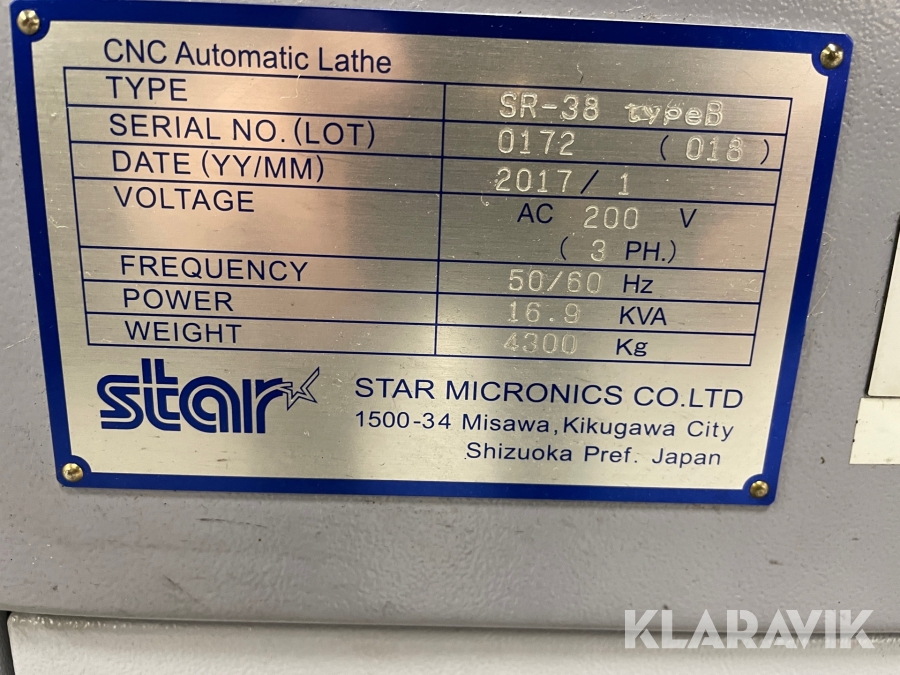 CNC Automatic Lathe
TYPE SR-38 typeB
SERIAL NO. (LOT) 0172 ( 018 )
DATE (YY/MM) 2017/ 1
VOLTAGE AC 200 V
( 3 PH.)
FREQUENCY 50/60 Hz
POWER 16.9 KVA
WEIGHT 4300 Kg
star STAR MICRONICS CO.LTD
1500-34 Misawa,Kikugawa City
Shizuoka Pref. Japan
KLARAVIK